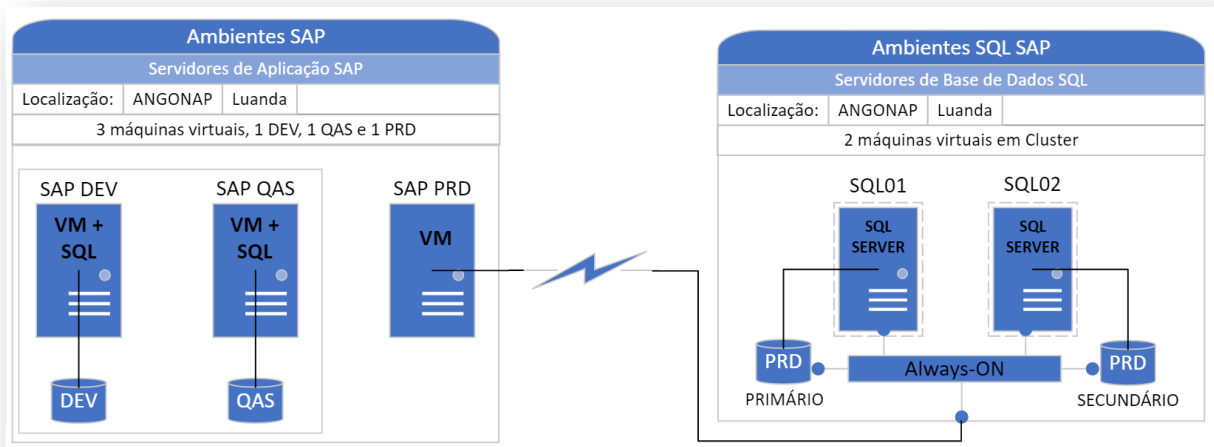 Ambientes SAP
Servidores de Aplicação SAP
Localização: ANGONAP Luanda
3 máquinas virtuais, 1 DEV, 1 QAS e 1 PRD
SAP DEV
VM +
SQL
DEV
SAP QAS
VM +
SQL
QAS
SAP PRD
VM
Ambientes SQL SAP
Servidores de Base de Dados SQL
Localização: ANGONAP Luanda
2 máquinas virtuais em Cluster
SQL01
SQL
SERVER
SQL02
SQL
SERVER
PRD
PRIMÁRIO
Always-ON
PRD
SECUNDÁRIO